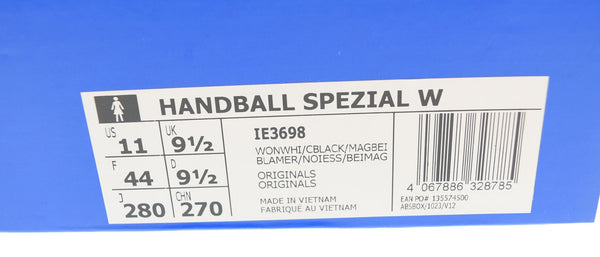 HANDBALL SPEZIAL W
US 11 UK 9½
F 44 D 9½
J 280 CHN 270
IE3698
WONWHI/CBLACK/MAGBEI
BLAMER/NOIESS/BEIMAG
ORIGINALS
ORIGINALS
MADE IN VIETNAM
FABRIQUÉ AU VIETNAM
4 067886 328785
EAN PO# 135574500
ABSBOX/1023/V12